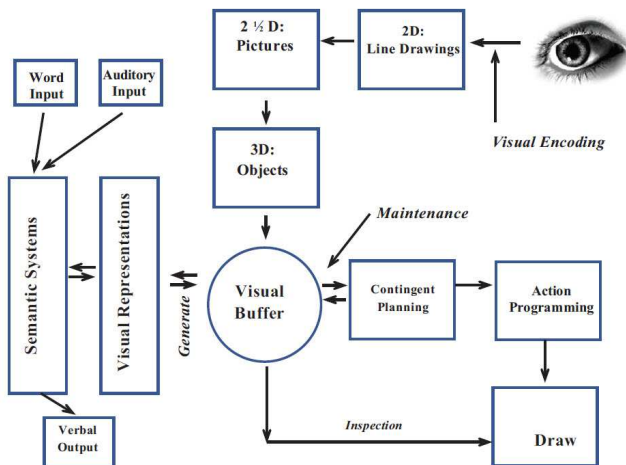 2 ½ D:
Pictures
2D:
Line Drawings
Word
Input
Auditory
Input
Visual Encoding
3D:
Objects
Maintenance
Semantic Systems
Visual Representations
Generate
Visual
Buffer
Contingent
Planning
Action
Programming
Inspection
Verbal
Output
Draw